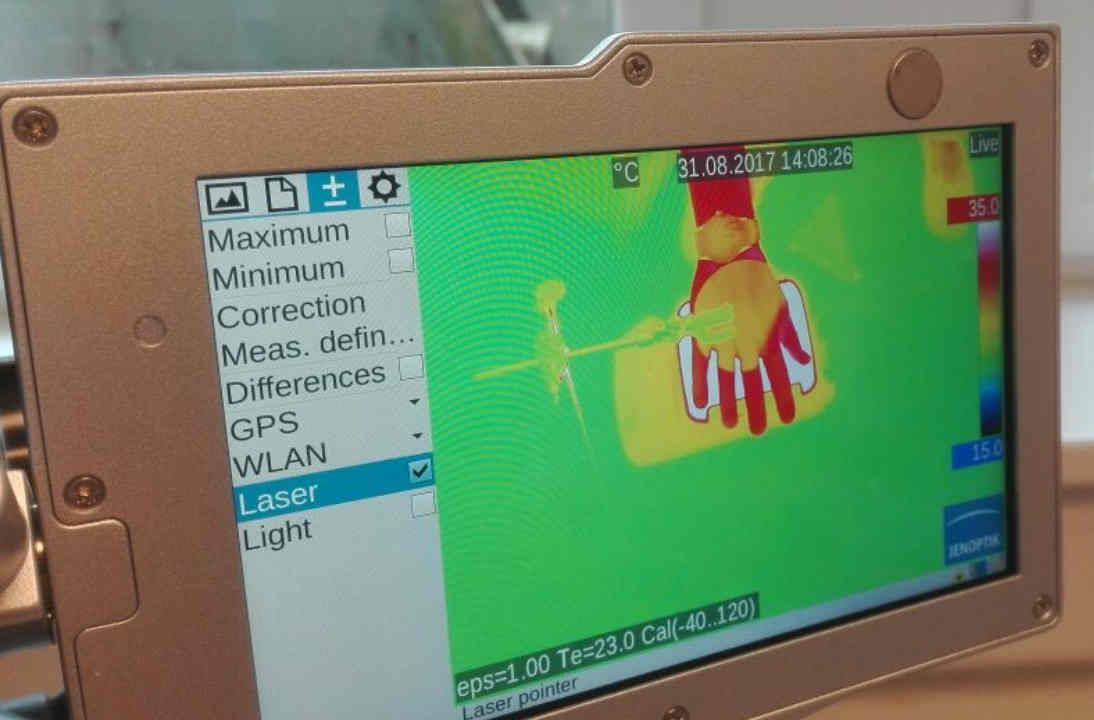 °C
31.08.2017 14:08:26
Live
Maximum
Minimum
Correction
Meas. defin...
Differences
GPS
WLAN
Laser
Light
35.0
15.0
JENOPTIK
eps=1.00 Te=23.0 Cal(-40..120)
Laser pointer